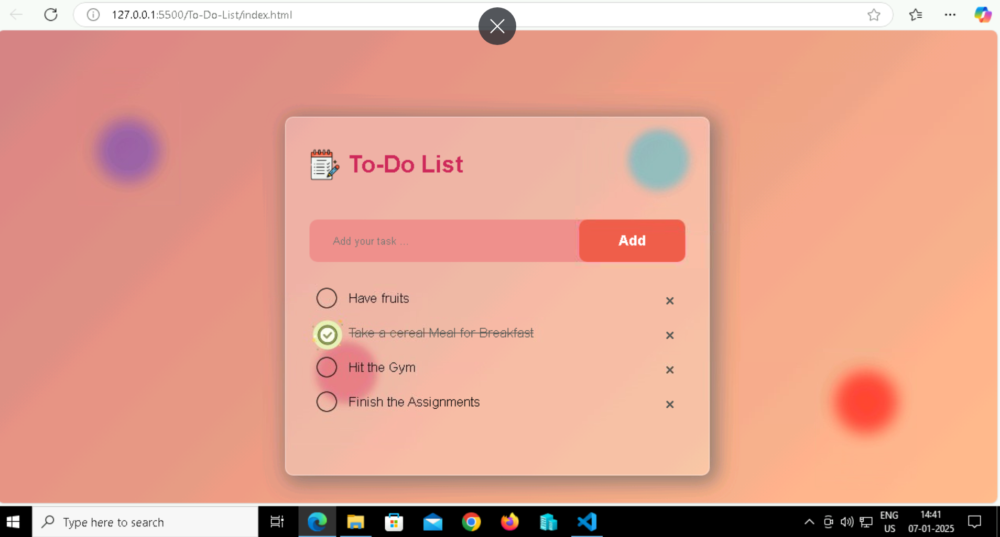 127.0.0.1:5500/To-Do-List/index.html
To-Do List
Add your task ...
Add
Have fruits
Take a cereal Meal for Breakfast
Hit the Gym
Finish the Assignments
Type here to search
ENG
US
14:41
07-01-2025